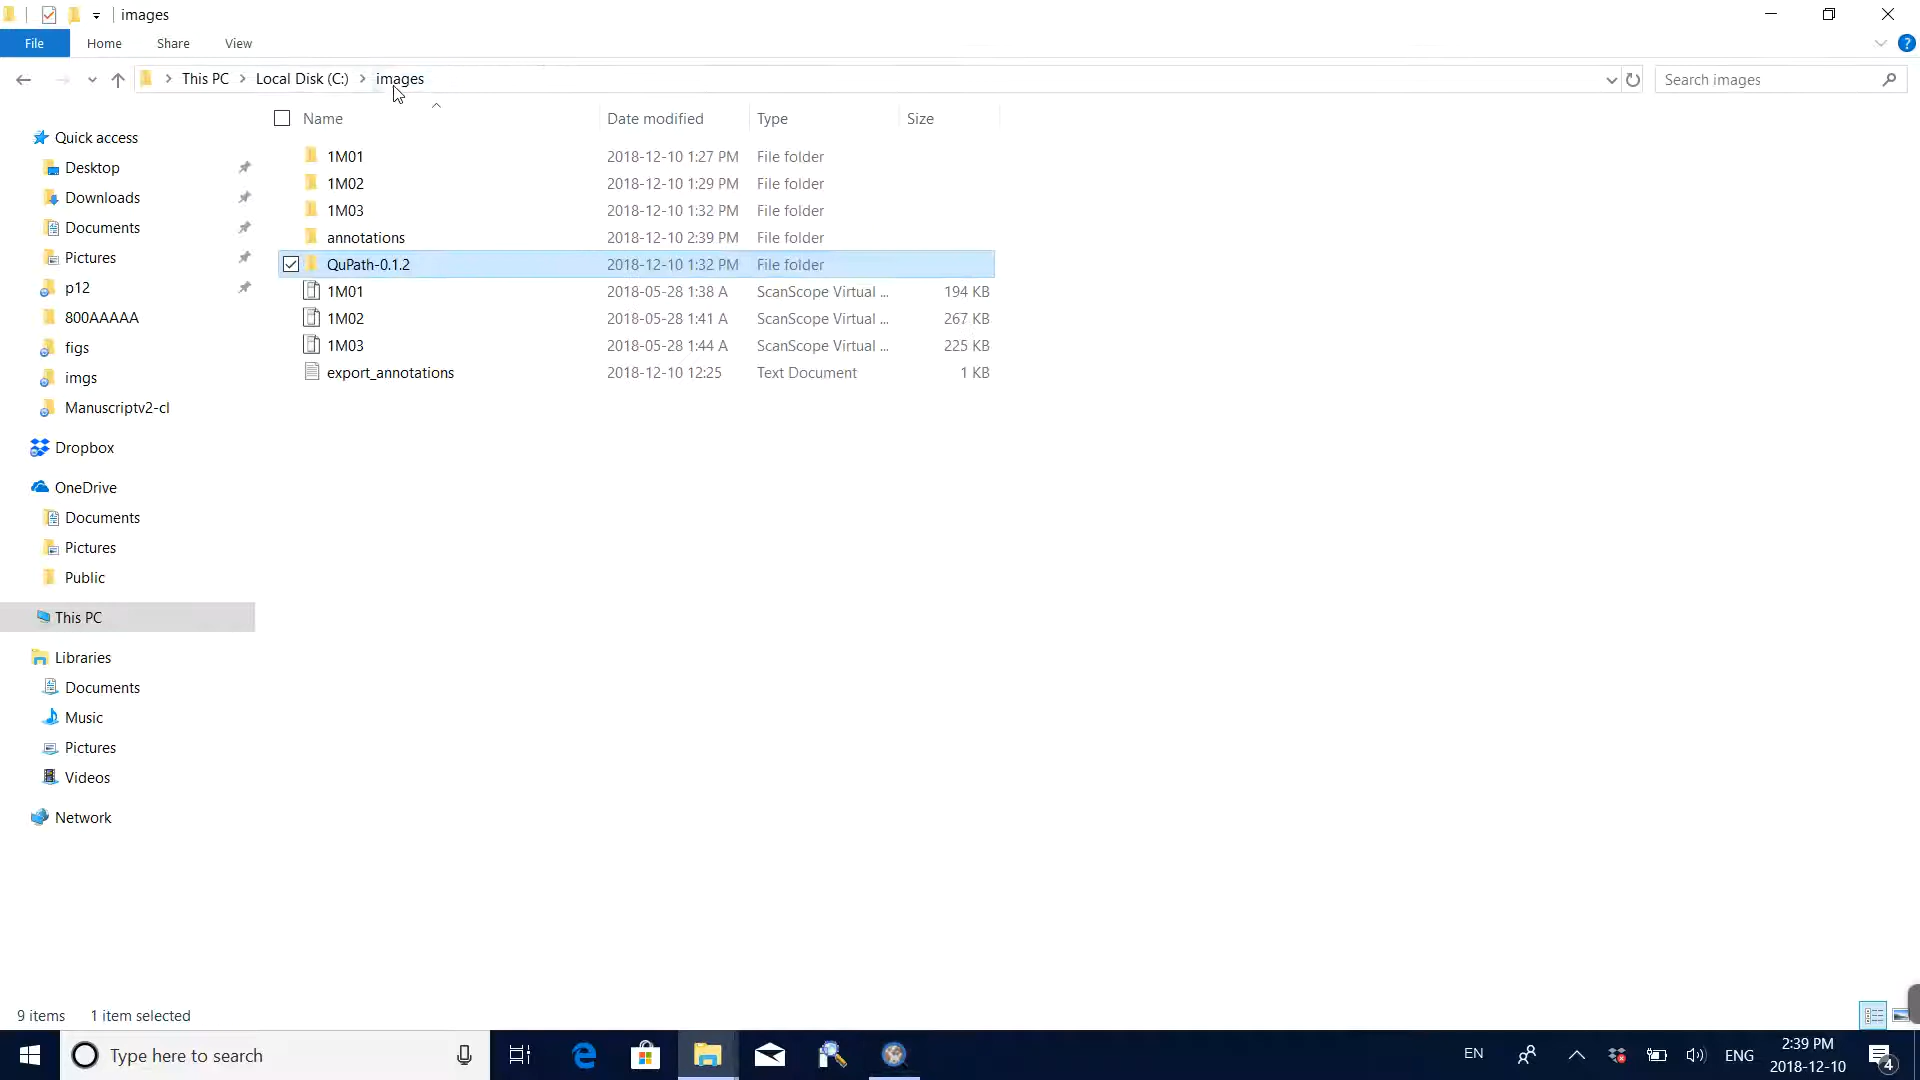 images
File Home Share View
This PC Local Disk (C:) images Search images
Name Date modified Type Size
1M01 2018-12-10 1:27 PM File folder
1M02 2018-12-10 1:29 PM File folder
1M03 2018-12-10 1:32 PM File folder
annotations 2018-12-10 2:39 PM File folder
QuPath-0.1.2 2018-12-10 1:32 PM File folder
1M01 2018-05-28 1:38 A ScanScope Virtual ... 194 KB
1M02 2018-05-28 1:41 A ScanScope Virtual ... 267 KB
1M03 2018-05-28 1:44 A ScanScope Virtual ... 225 KB
export_annotations 2018-12-10 12:25 Text Document 1 KB
Quick access
Desktop
Downloads
Documents
Pictures
p12
800AAAAA
figs
imgs
Manuscriptv2-cl
Dropbox
OneDrive
Documents
Pictures
Public
This PC
Libraries
Documents
Music
Pictures
Videos
Network
9 items 1 item selected
Type here to search
EN ENG
2:39 PM
2018-12-10
4